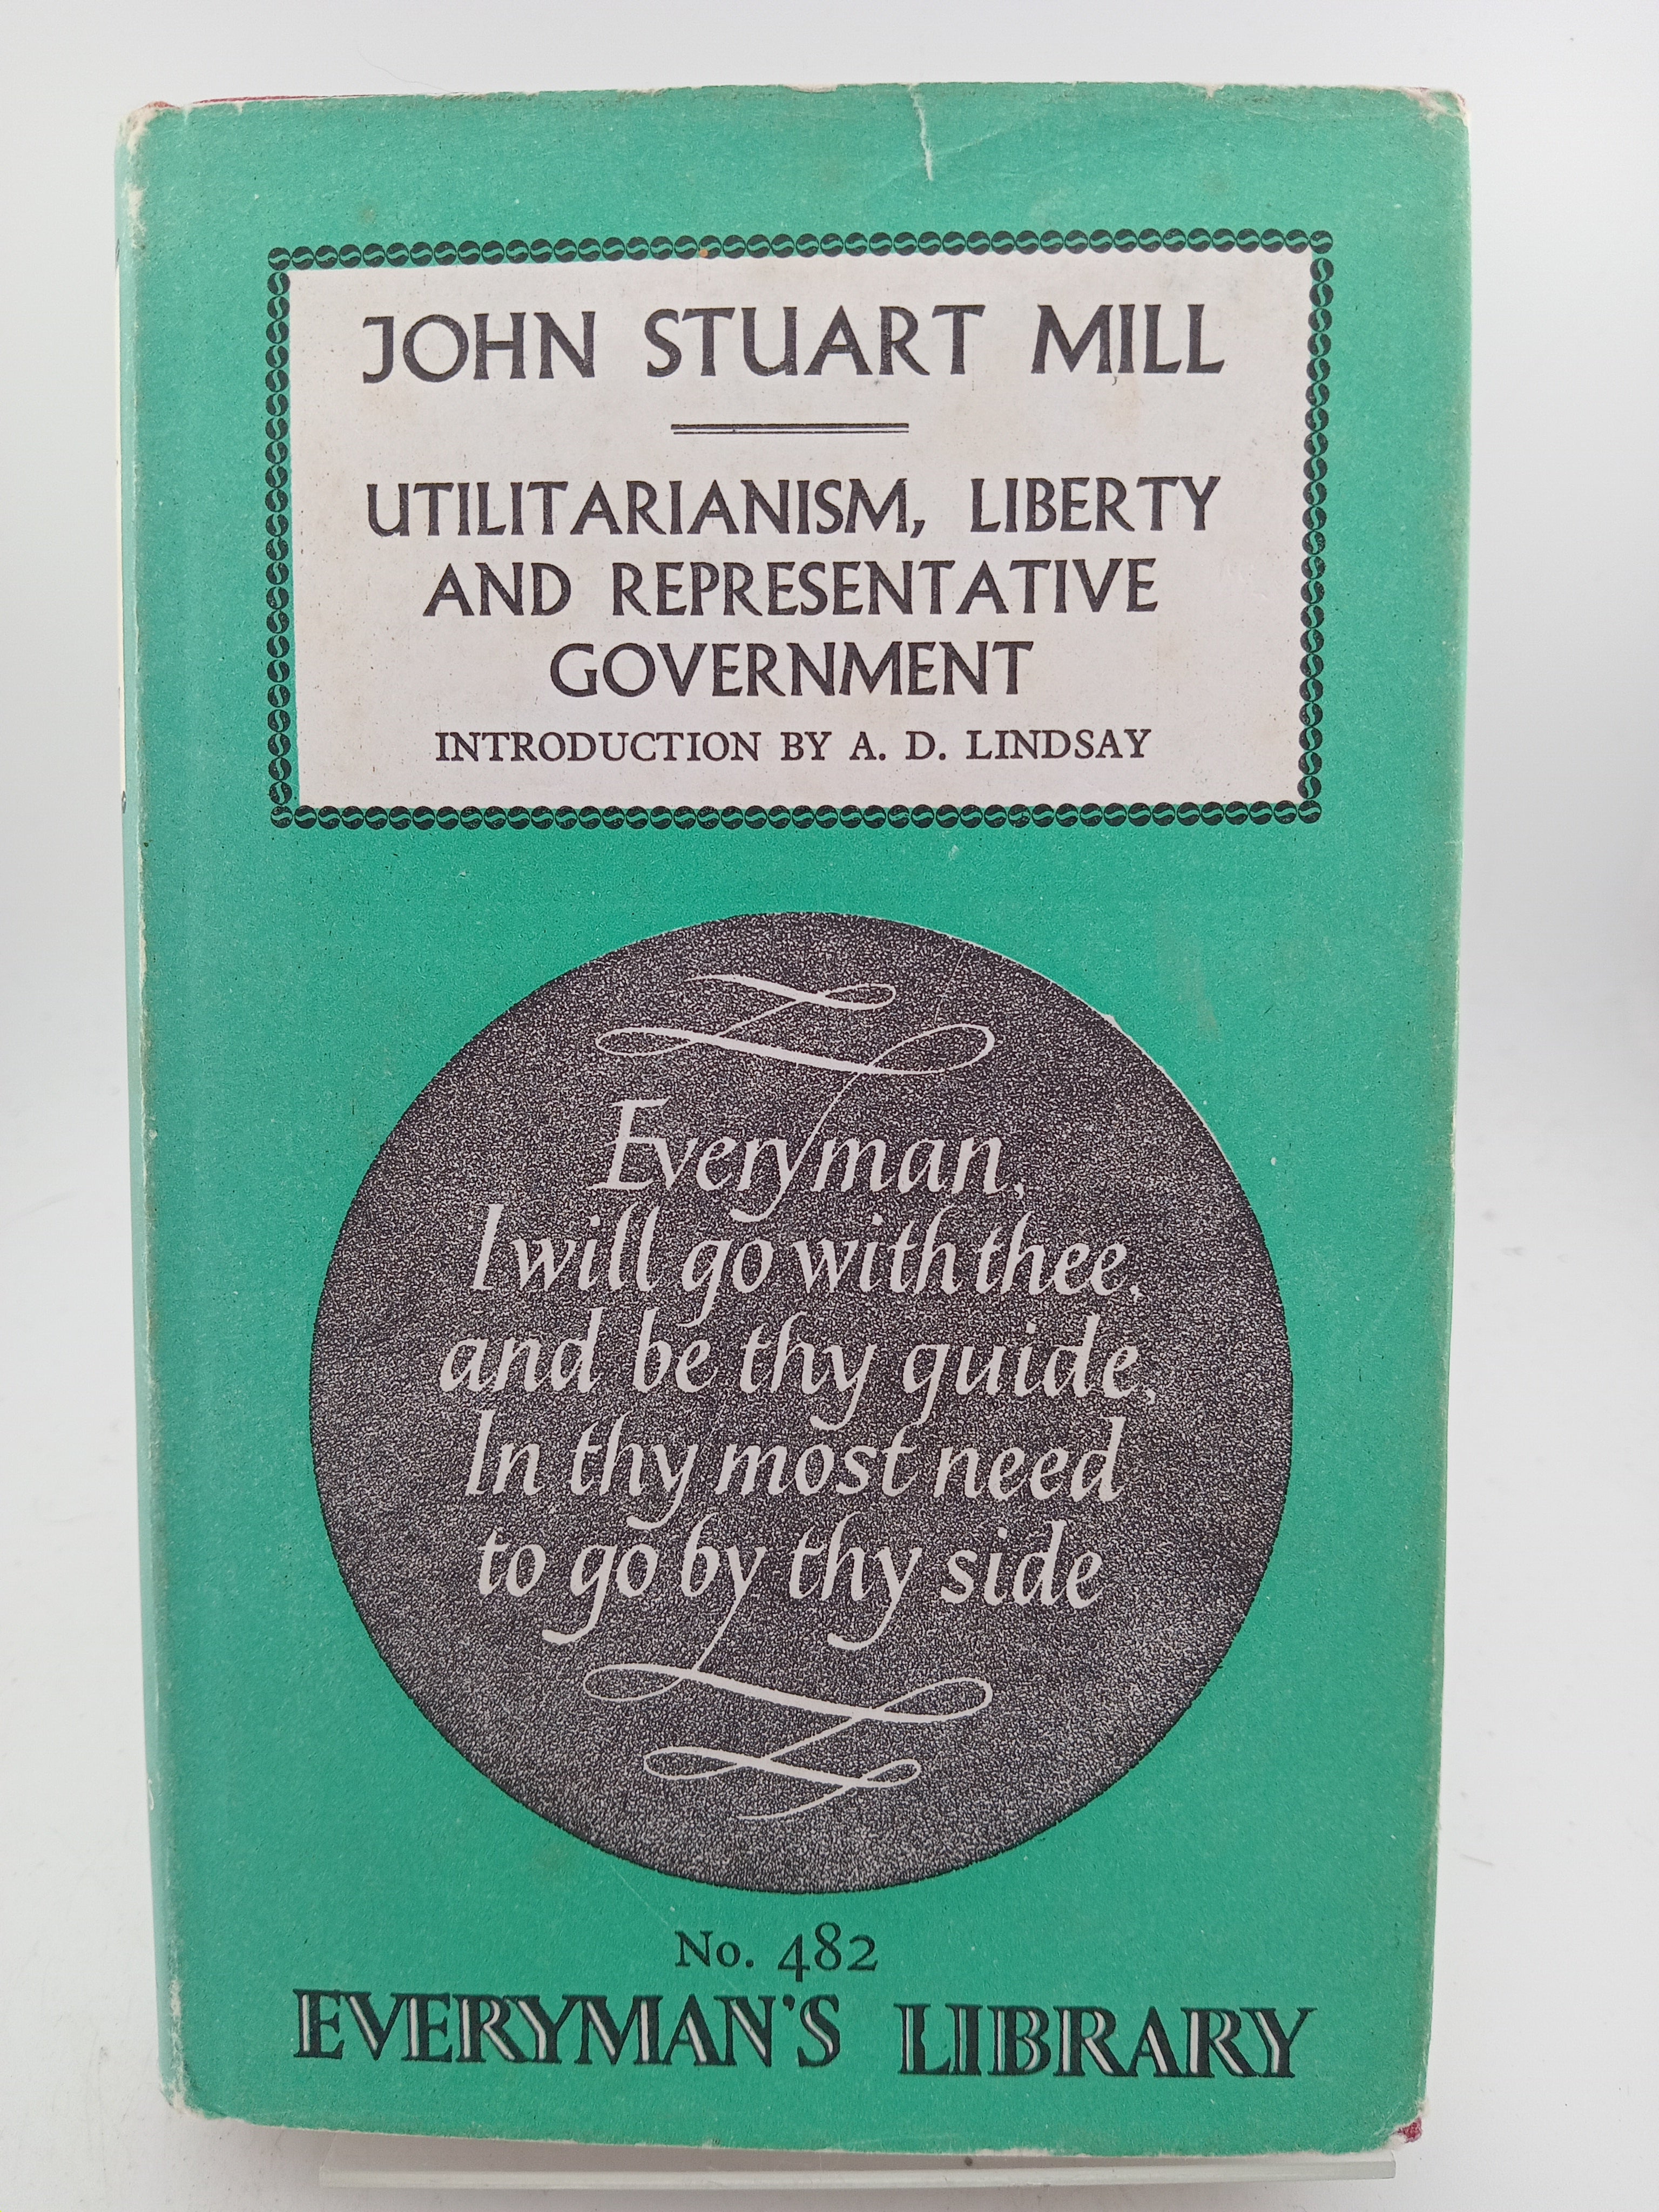 JOHN STUART MILL
UTILITARIANISM, LIBERTY
AND REPRESENTATIVE
GOVERNMENT
INTRODUCTION BY A. D. LINDSAY
Everyman,
I will go with thee,
and be thy guide,
In thy most need
to go by thy side
No. 482
EVERYMAN'S LIBRARY